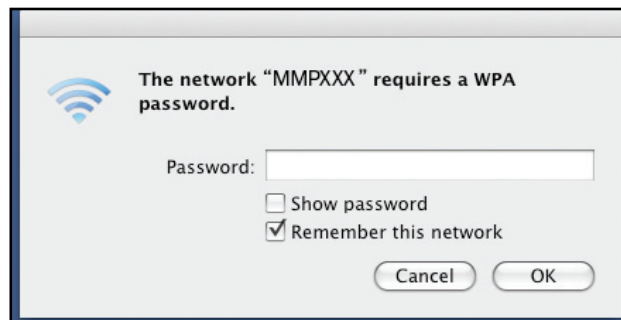 The network “MMPXXX” requires a WPA
password.
Password:
Show password
Remember this network
Cancel
OK